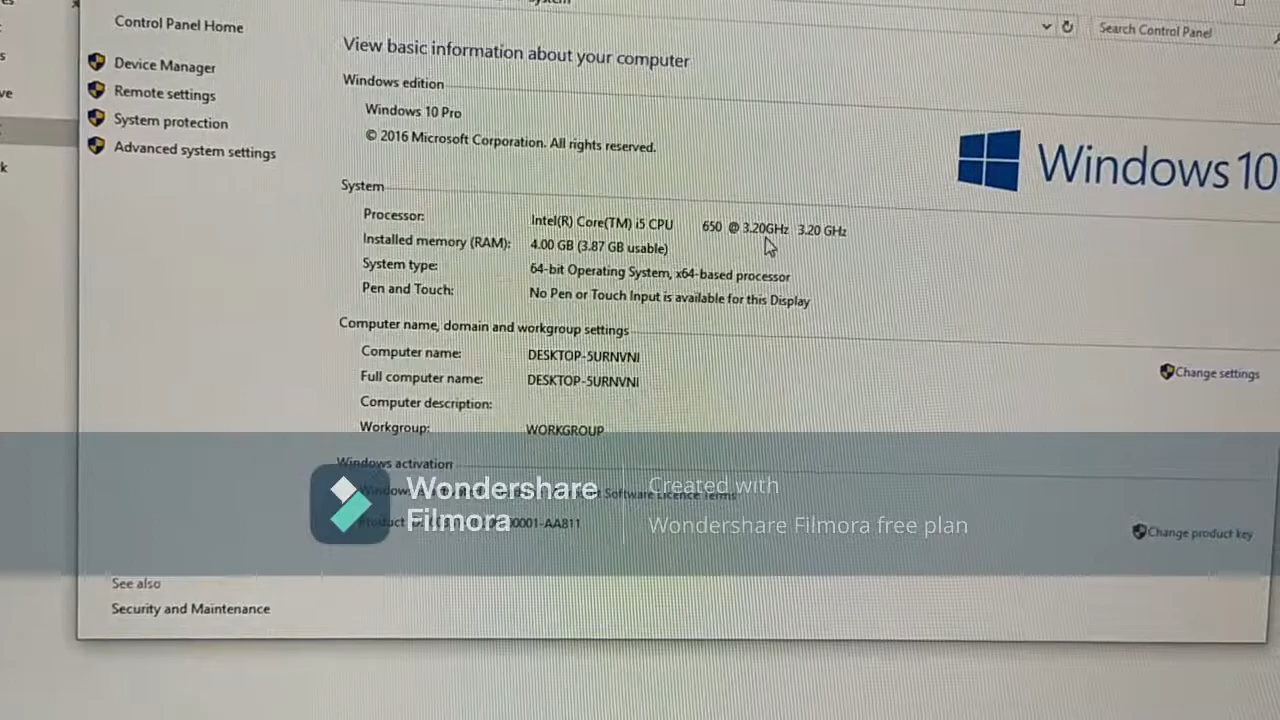 Control Panel Home
Search Control Panel
Device Manager
Remote settings
System protection
Advanced system settings
View basic information about your computer
Windows edition
Windows 10 Pro
© 2016 Microsoft Corporation. All rights reserved.
Windows 10
System
Processor: Intel(R) Core(TM) i5 CPU 650 @ 3.20GHz 3.20 GHz
Installed memory (RAM): 4.00 GB (3.87 GB usable)
System type: 64-bit Operating System, x64-based processor
Pen and Touch: No Pen or Touch Input is available for this Display
Computer name, domain and workgroup settings
Computer name: DESKTOP-5URNVNI
Change settings
Full computer name: DESKTOP-5URNVNI
Computer description:
Workgroup: WORKGROUP
Windows activation
Software Licence Terms
Wondershare
Filmora
Created with
Wondershare Filmora free plan
0001-AA811
Change product key
See also
Security and Maintenance